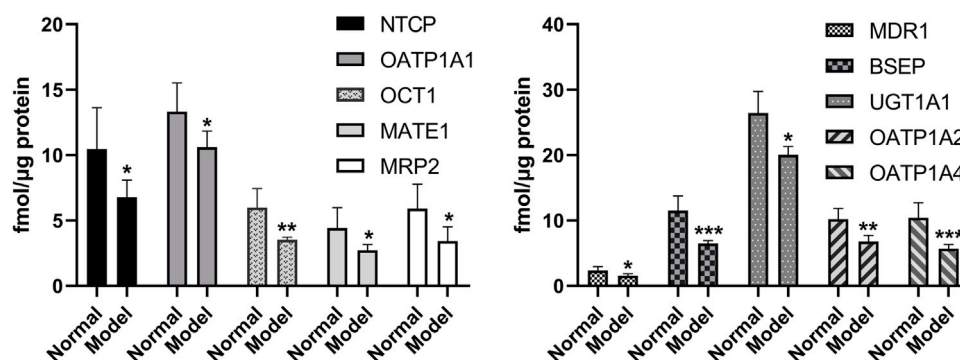 fmol/µg protein
20
15
10
5
0
NTCP
OATP1A1
OCT1
MATE1
MRP2
*
*
**
*
*
Normal
Model
Normal
Model
Normal
Model
Normal
Model
Normal
Model
fmol/µg protein
40
30
20
10
0
MDR1
BSEP
UGT1A1
OATP1A2
OATP1A4
*
***
*
**
***
Normal
Model
Normal
Model
Normal
Model
Normal
Model
Normal
Model